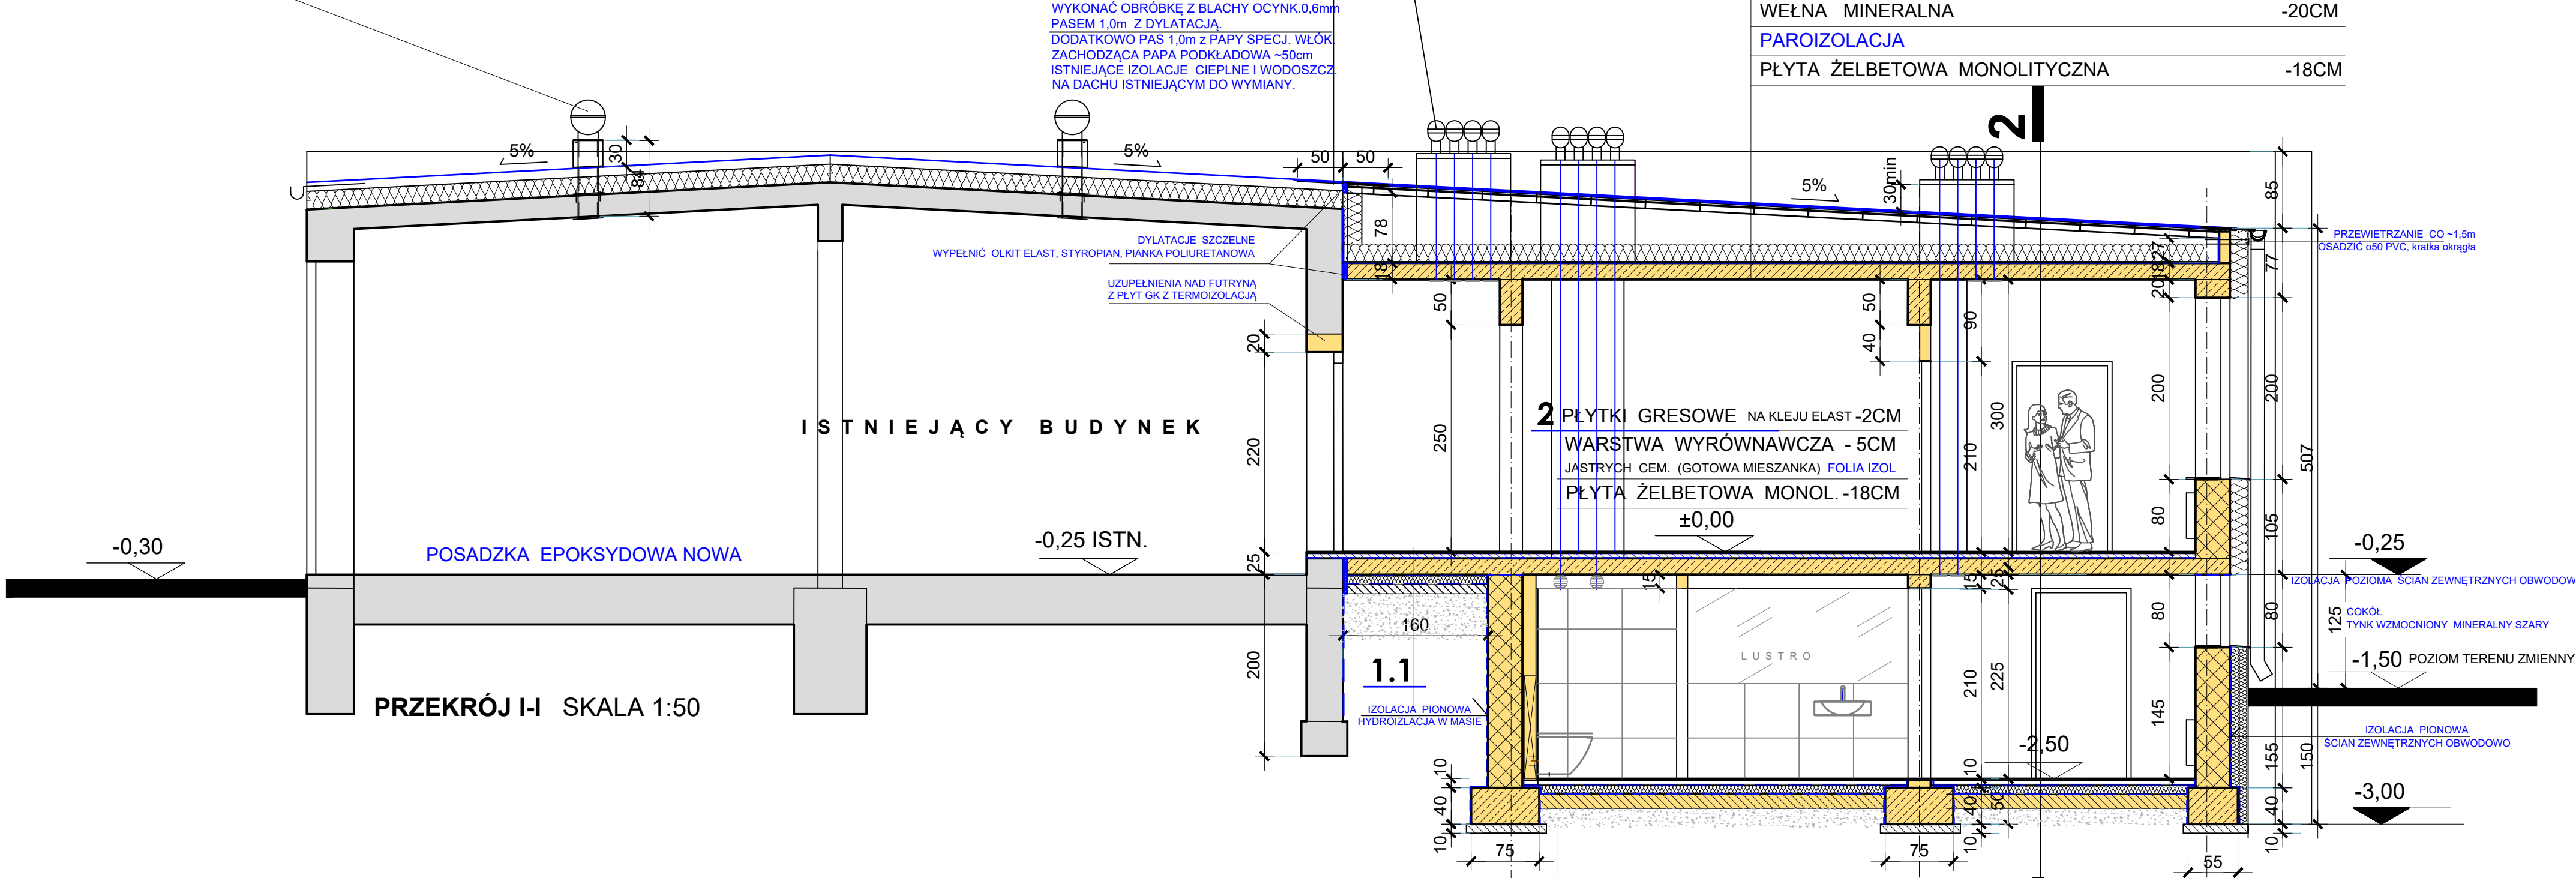 WYKONAĆ OBRÓBKĘ Z BLACHY OCYNK.0,6mm
PASEM 1,0m Z DYLATACJĄ.
DODATKOWO PAS 1,0m z PAPY SPECJ. WŁÓK.
ZACHODZĄCA PAPA PODKŁADOWA ~50cm
ISTNIEJĄCE IZOLACJE CIEPLNE I WODOSZCZ.
NA DACHU ISTNIEJĄCYM DO WYMIANY.
WEŁNA MINERALNA -20CM
PAROIZOLACJA
PŁYTA ŻELBETOWA MONOLITYCZNA -18CM
2
5%
30
84
5%
50 50
5%
30min
85
78
18
27
18
20
77
PRZEWIETRZANIE CO ~1,5m
OSADZIĆ o50 PVC, kratka okrągła
DYLATACJE SZCZELNE
WYPEŁNIĆ OLKIT ELAST, STYROPIAN, PIANKA POLIURETANOWA
UZUPEŁNIENIA NAD FUTRYNĄ
Z PŁYT GK Z TERMOIZOLACJĄ
50
50
40
90
20
220
250
210
300
200
200
507
ISTNIEJĄCY BUDYNEK
2 PŁYTKI GRESOWE NA KLEJU ELAST -2CM
WARSTWA WYRÓWNAWCZA - 5CM
JASTRYCH CEM. (GOTOWA MIESZANKA) FOLIA IZOL
PŁYTA ŻELBETOWA MONOL. -18CM
±0,00
80
105
-0,30
POSADZKA EPOKSYDOWA NOWA
-0,25 ISTN.
-0,25
25
15
15
25
IZOLACJA POZIOMA ŚCIAN ZEWNĘTRZNYCH OBWODOW
COKÓŁ
TYNK WZMOCNIONY MINERALNY SZARY
80
80
125
160
200
LUSTRO
1.1
210
225
-1,50 POZIOM TERENU ZMIENNY
PRZEKRÓJ I-I SKALA 1:50
IZOLACJA PIONOWA
HYDROIZLACJA W MASIE
145
IZOLACJA PIONOWA
ŚCIAN ZEWNĘTRZNYCH OBWODOWO
-2,50
155
150
10
40
10
10
40
50
10
40
10
-3,00
75
75
55